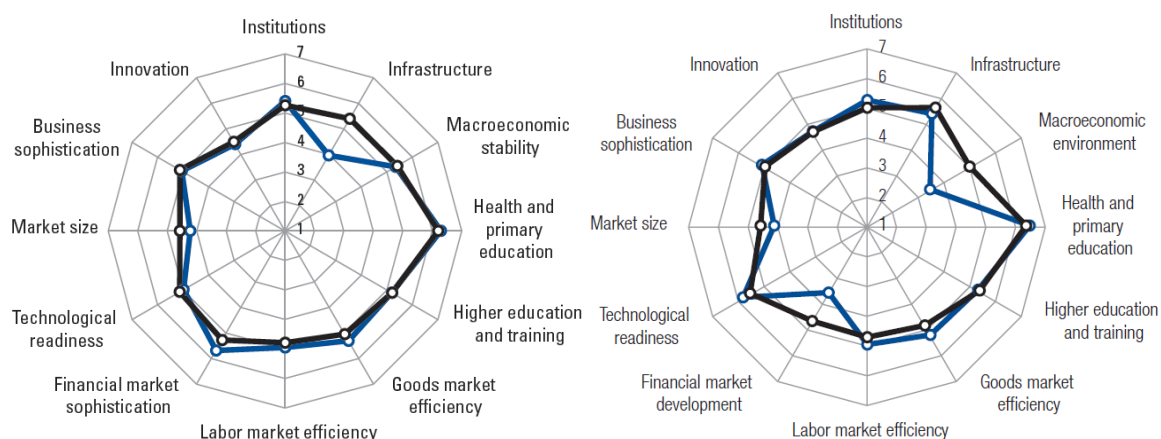 Institutions
7
Innovation
6
Infrastructure
5
Business
sophistication
4
Macroeconomic
stability
3
2
Market size
1
Health and
primary
education
Technological
readiness
Higher education
and training
Financial market
sophistication
Goods market
efficiency
Labor market efficiency
Institutions
7
Innovation
6
Infrastructure
5
Business
sophistication
4
Macroeconomic
environment
3
2
Market size
1
Health and
primary
education
Technological
readiness
Higher education
and training
Financial market
development
Goods market
efficiency
Labor market efficiency